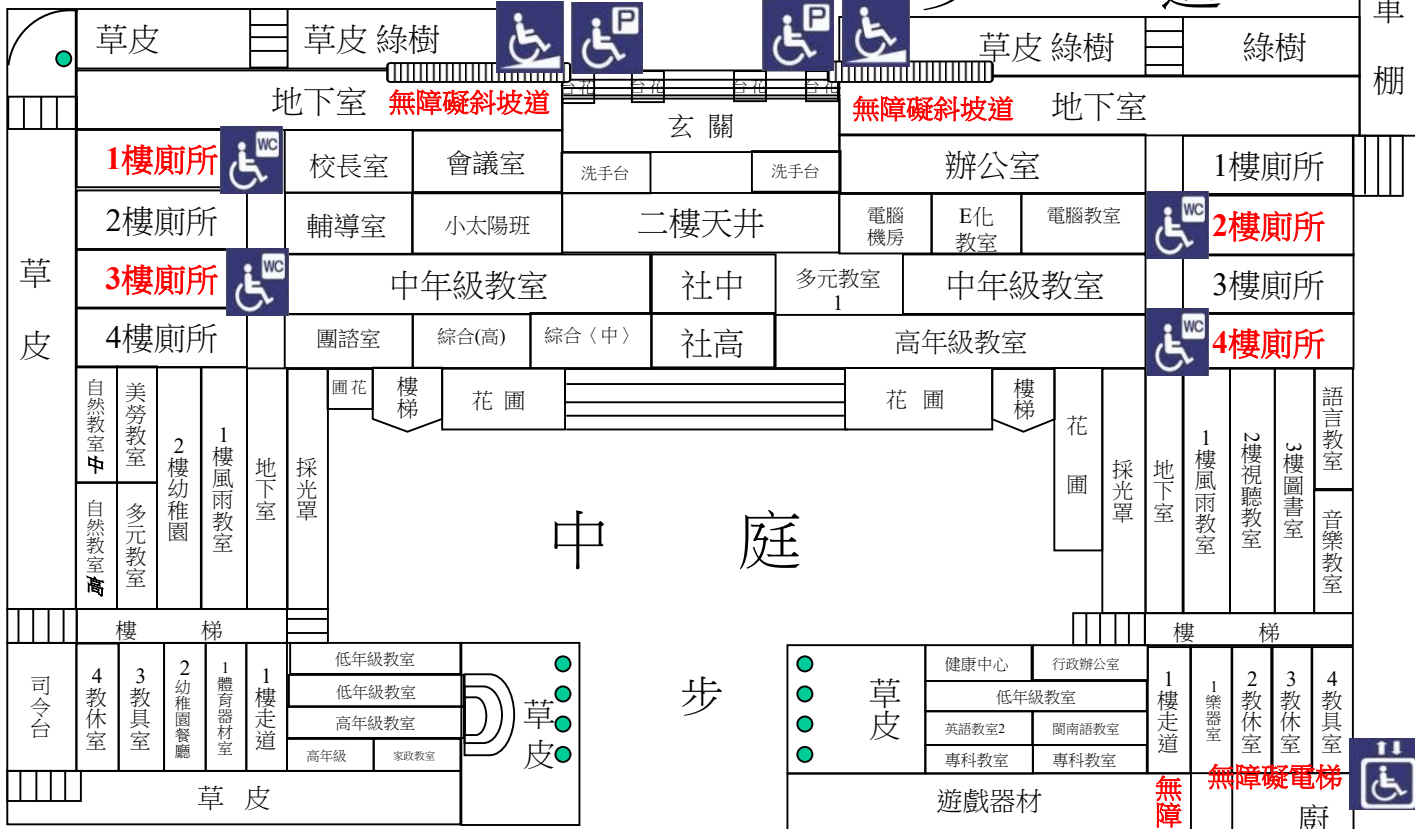 步 道
車棚
草皮
草皮 綠樹
P
P
草皮 綠樹
綠樹
台花
台花
台花
台花
地下室
無障礙斜坡道
玄關
無障礙斜坡道
地下室
1樓廁所
WC
校長室
會議室
洗手台
洗手台
辦公室
1樓廁所
2樓廁所
輔導室
小太陽班
二樓天井
電腦機房
E化教室
電腦教室
WC
2樓廁所
草皮
3樓廁所
WC
中年級教室
社中
多元教室1
中年級教室
3樓廁所
4樓廁所
團諮室
綜合(高)
綜合〈中〉
社高
高年級教室
WC
4樓廁所
自然教室中
美勞教室
2樓幼稚園
1樓風雨教室
地下室
採光罩
圃花
樓梯
花圃
花圃
樓梯
花圃
採光罩
地下室
1樓風雨教室
2樓視聽教室
3樓圖書室
語言教室
自然教室高
多元教室
音樂教室
中庭
樓梯
樓梯
司令台
4教休室
3教具室
2幼稚園餐廳
1體育器材室
1樓走道
低年級教室
低年級教室
高年級教室
高年級
家政教室
草皮
步
草皮
健康中心
行政辦公室
低年級教室
英語教室2
閩南語教室
專科教室
專科教室
1樓走道
1樂器室
2教休室
3教休室
4教具室
草皮
遊戲器材
無障
無障礙電梯
廚